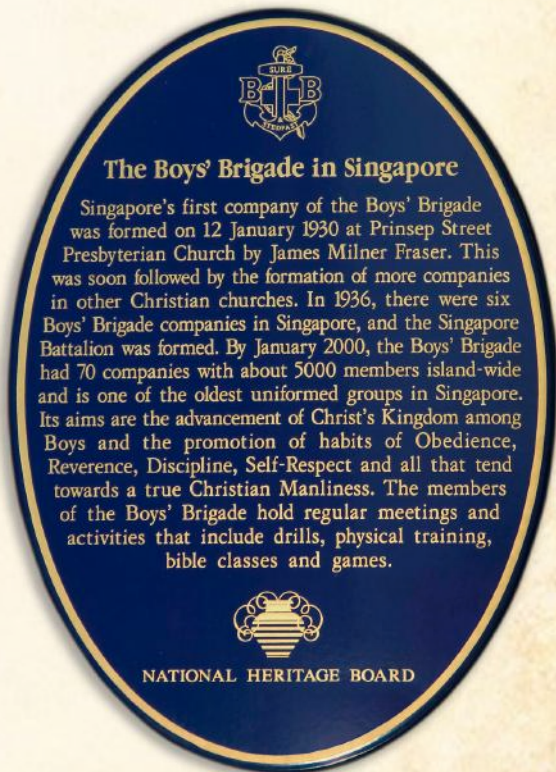 SURE
B B
& STEDFAST
The Boys' Brigade in Singapore
Singapore's first company of the Boys' Brigade
was formed on 12 January 1930 at Prinsep Street
Presbyterian Church by James Milner Fraser. This
was soon followed by the formation of more companies
in other Christian churches. In 1936, there were six
Boys' Brigade companies in Singapore, and the Singapore
Battalion was formed. By January 2000, the Boys' Brigade
had 70 companies with about 5000 members island-wide
and is one of the oldest uniformed groups in Singapore.
Its aims are the advancement of Christ's Kingdom among
Boys and the promotion of habits of Obedience,
Reverence, Discipline, Self-Respect and all that tend
towards a true Christian Manliness. The members
of the Boys' Brigade hold regular meetings and
activities that include drills, physical training,
bible classes and games.
NATIONAL HERITAGE BOARD